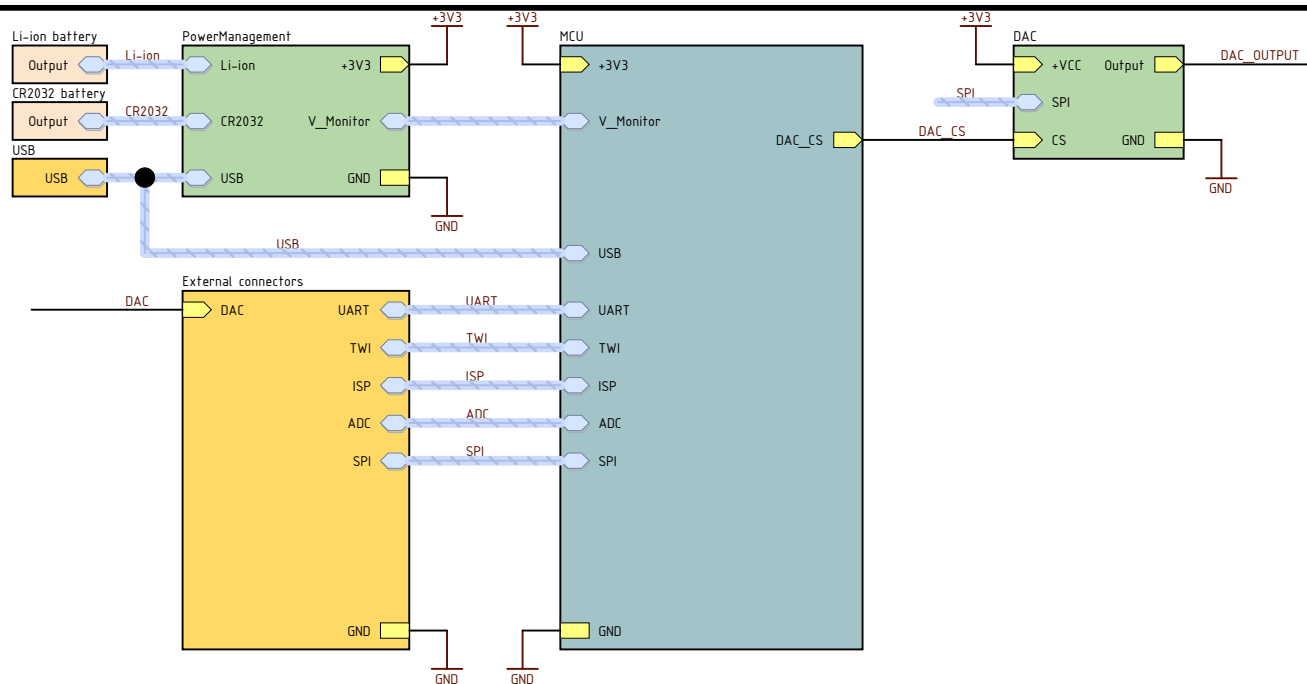 +3V3 +3V3 +3V3
Li-ion battery PowerManagement MCU DAC
Output Li-ion Li-ion +3V3 +3V3 +VCC Output DAC_OUTPUT
CR2032 battery
SPI SPI
Output CR2032 CR2032 V_Monitor V_Monitor
DAC_CS DAC_CS CS GND
USB
USB USB GND
GND GND
USB USB
External connectors
DAC DAC UART UART UART
TWI TWI TWI
ISP ISP ISP
ADC ADC ADC
SPI SPI SPI
GND GND
GND GND